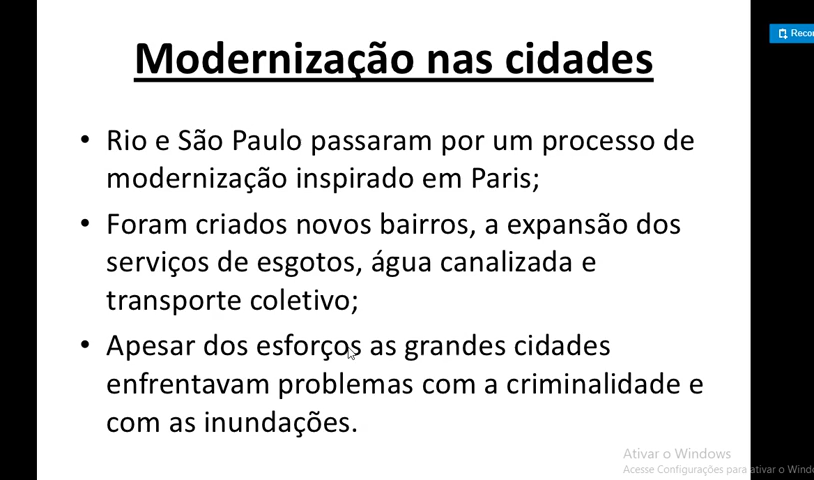 Modernização nas cidades
• Rio e São Paulo passaram por um processo de
modernização inspirado em Paris;
• Foram criados novos bairros, a expansão dos
serviços de esgotos, água canalizada e
transporte coletivo;
• Apesar dos esforços as grandes cidades
enfrentavam problemas com a criminalidade e
com as inundações.
Ativar o Windows
Acesse Configurações para ativar o